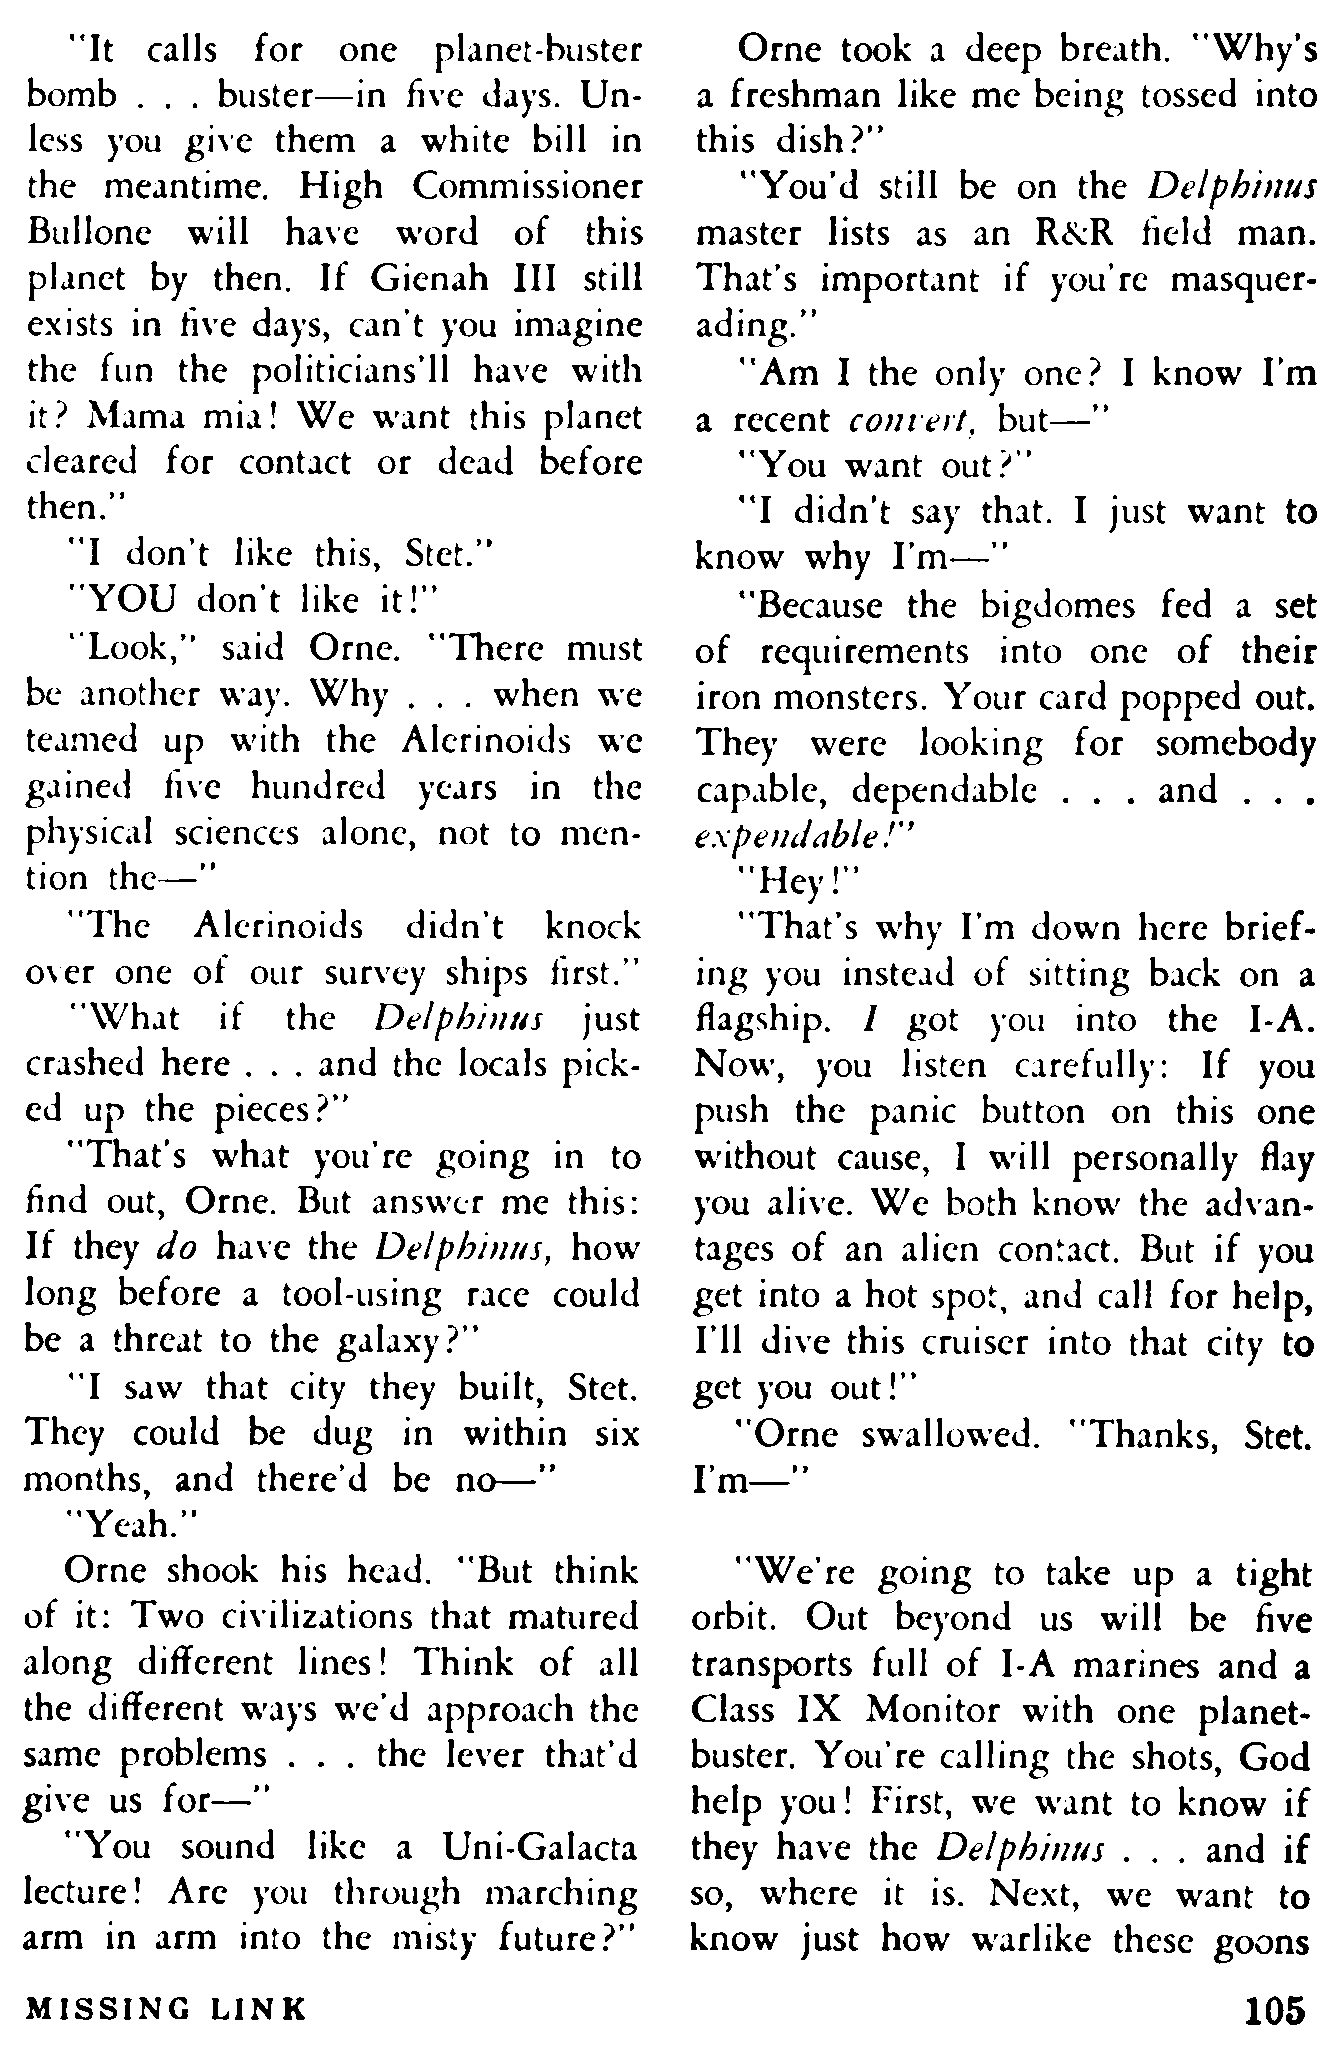 "It calls for one planet-buster
bomb . . . buster—in five days. Un-
less you give them a white bill in
the meantime. High Commissioner
Bullone will have word of this
planet by then. If Gienah III still
exists in five days, can't you imagine
the fun the politicians'll have with
it? Mama mia! We want this planet
cleared for contact or dead before
then."
"I don't like this, Stet."
"YOU don't like it!"
"Look," said Orne. "There must
be another way. Why . . . when we
teamed up with the Alerinoids we
gained five hundred years in the
physical sciences alone, not to men-
tion the—"
"The Alerinoids didn't knock
over one of our survey ships first."
"What if the Delphinus just
crashed here . . . and the locals pick-
ed up the pieces?"
"That's what you're going in to
find out, Orne. But answer me this:
If they do have the Delphinus, how
long before a tool-using race could
be a threat to the galaxy?"
"I saw that city they built, Stet.
They could be dug in within six
months, and there'd be no—"
"Yeah."
Orne shook his head. "But think
of it: Two civilizations that matured
along different lines! Think of all
the different ways we'd approach the
same problems . . . the lever that'd
give us for—"
"You sound like a Uni-Galacta
lecture! Are you through marching
arm in arm into the misty future?"
Orne took a deep breath. "Why's
a freshman like me being tossed into
this dish?"
"You'd still be on the Delphinus
master lists as an R&R field man.
That's important if you're masquer-
ading."
"Am I the only one? I know I'm
a recent convert, but—"
"You want out?"
"I didn't say that. I just want to
know why I'm—"
"Because the bigdomes fed a set
of requirements into one of their
iron monsters. Your card popped out.
They were looking for somebody
capable, dependable . . . and . . .
expendable!"
"Hey!"
"That's why I'm down here brief-
ing you instead of sitting back on a
flagship. I got you into the I-A.
Now, you listen carefully: If you
push the panic button on this one
without cause, I will personally flay
you alive. We both know the advan-
tages of an alien contact. But if you
get into a hot spot, and call for help,
I'll dive this cruiser into that city to
get you out!"
"Orne swallowed. "Thanks, Stet.
I'm—"
"We're going to take up a tight
orbit. Out beyond us will be five
transports full of I-A marines and a
Class IX Monitor with one planet-
buster. You're calling the shots, God
help you! First, we want to know if
they have the Delphinus . . . and if
so, where it is. Next, we want to
know just how warlike these goons
MISSING LINK
105